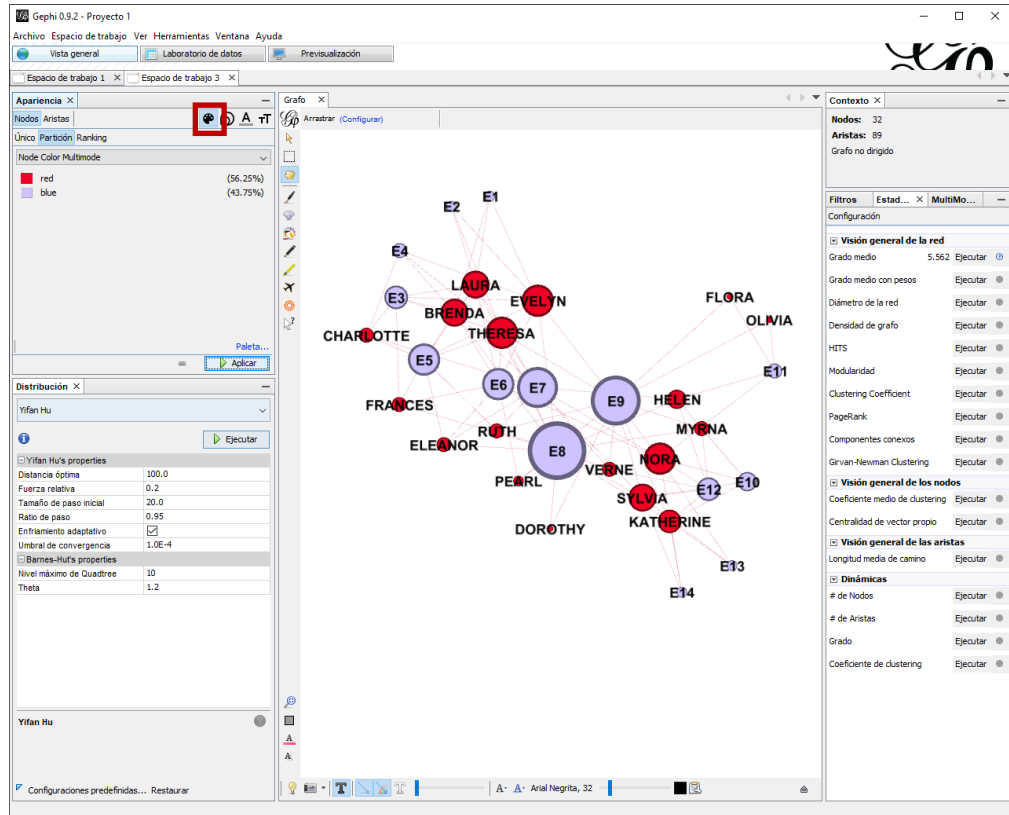 Gephi 0.9.2 - Proyecto 1
Archivo Espacio de trabajo Ver Herramientas Ventana Ayuda
Vista general Laboratorio de datos Previsualización
Espacio de trabajo 1 Espacio de trabajo 3
Apariencia
Nodos Aristas
Único Partición Ranking
Node Color Multimode
red (56.25%)
blue (43.75%)
Paleta...
Aplicar
Distribución
Yifan Hu
Ejecutar
Yifan Hu's properties
Distancia óptima 100.0
Fuerza relativa 0.2
Tamaño de paso inicial 20.0
Ratio de paso 0.95
Enfriamiento adaptativo
Umbral de convergencia 1.0E-4
Barnes-Hut's properties
Nivel máximo de Quadtree 10
Theta 1.2
Yifan Hu
Configuraciones predefinidas... Restaurar
Grafo
Arrastrar (Configurar)
E1
E2
E4
LAURA
E3
EVELYN
FLORA
BRENDA
OLIVIA
CHARLOTTE
THERESA
E5
E11
E6
E7
E9
HELEN
FRANCES
MYRNA
RUTH
ELEANOR
E8
NORA
VERNE
PEARL
E10
E12
SYLVIA
DOROTHY
KATHERINE
E13
E14
A- A- Arial Negrita, 32
Contexto
Nodos: 32
Aristas: 89
Grafo no dirigido
Filtros Estad... MultiMo...
Configuración
Visión general de la red
Grado medio 5.562 Ejecutar
Grado medio con pesos Ejecutar
Diámetro de la red Ejecutar
Densidad de grafo Ejecutar
HITS Ejecutar
Modularidad Ejecutar
Clustering Coefficient Ejecutar
PageRank Ejecutar
Componentes conexos Ejecutar
Girvan-Newman Clustering Ejecutar
Visión general de los nodos
Coeficiente medio de clustering Ejecutar
Centralidad de vector propio Ejecutar
Visión general de las aristas
Longitud media de camino Ejecutar
Dinámicas
# de Nodos Ejecutar
# de Aristas Ejecutar
Grado Ejecutar
Coeficiente de clustering Ejecutar